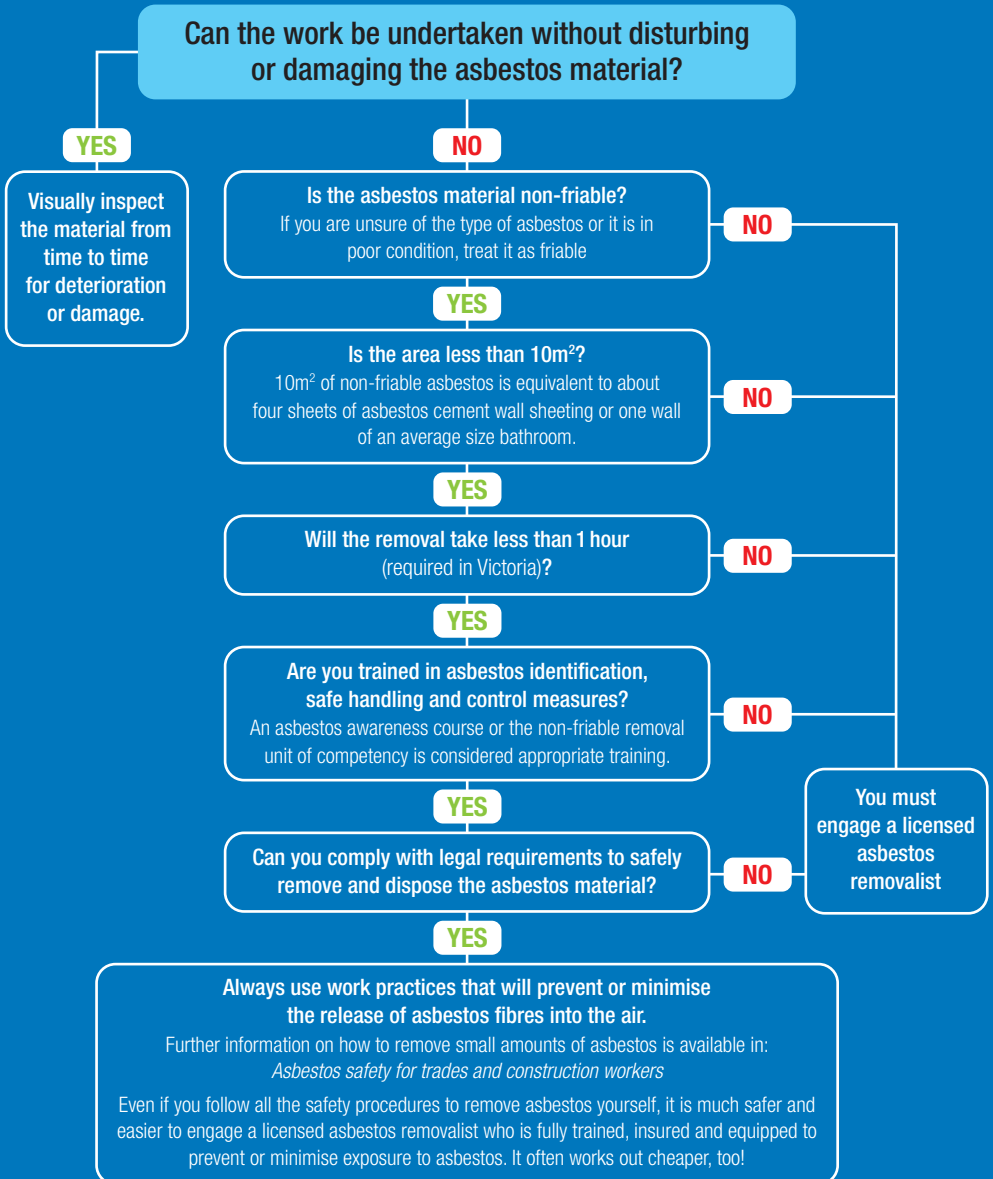 Can the work be undertaken without disturbing
or damaging the asbestos material?
YES
NO
Visually inspect
the material from
time to time
for deterioration
or damage.
Is the asbestos material non-friable?
If you are unsure of the type of asbestos or it is in
poor condition, treat it as friable
NO
YES
Is the area less than 10m²?
10m² of non-friable asbestos is equivalent to about
four sheets of asbestos cement wall sheeting or one wall
of an average size bathroom.
NO
YES
Will the removal take less than 1 hour
(required in Victoria)?
NO
YES
Are you trained in asbestos identification,
safe handling and control measures?
An asbestos awareness course or the non-friable removal
unit of competency is considered appropriate training.
NO
YES
Can you comply with legal requirements to safely
remove and dispose the asbestos material?
NO
You must
engage a licensed
asbestos
removalist
YES
Always use work practices that will prevent or minimise
the release of asbestos fibres into the air.
Further information on how to remove small amounts of asbestos is available in:
Asbestos safety for trades and construction workers
Even if you follow all the safety procedures to remove asbestos yourself, it is much safer and
easier to engage a licensed asbestos removalist who is fully trained, insured and equipped to
prevent or minimise exposure to asbestos. It often works out cheaper, too!